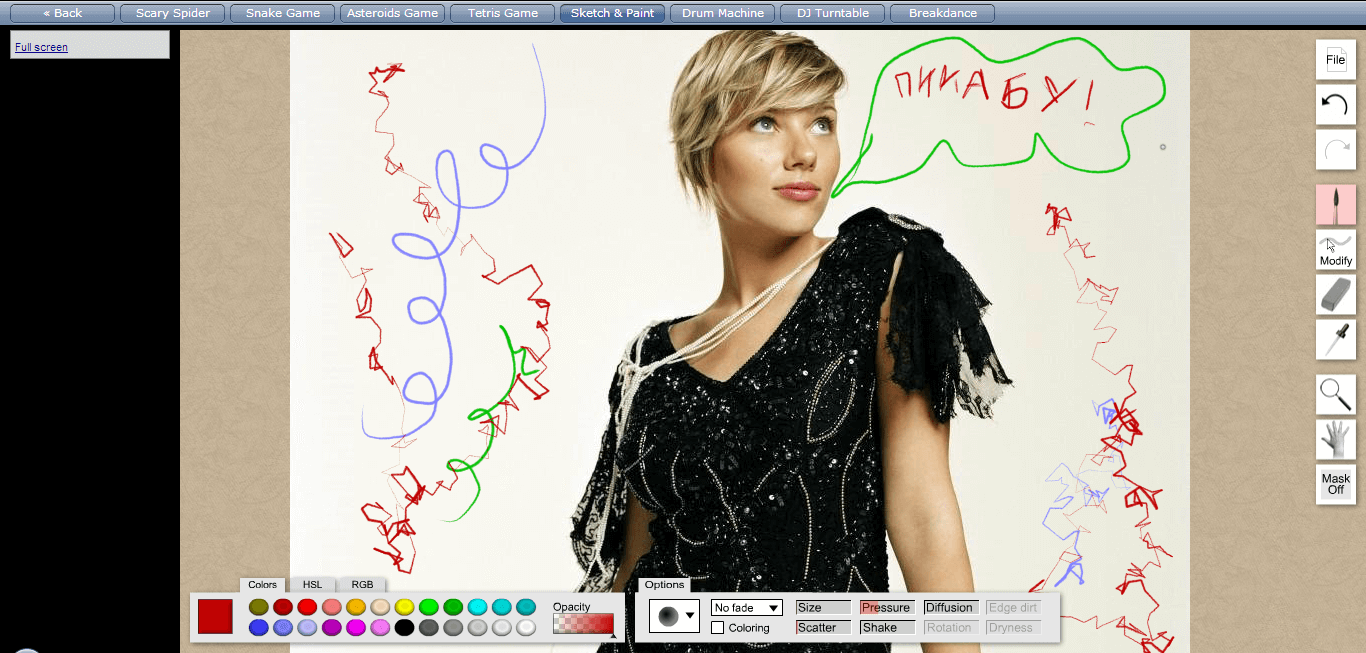 « Back
Scary Spider
Snake Game
Asteroids Game
Tetris Game
Sketch & Paint
Drum Machine
DJ Turntable
Breakdance
Full screen
ПИКАБУ!
File
Modify
Mask
Off
Colors
HSL
RGB
Opacity
Options
No fade
Coloring
Size
Pressure
Diffusion
Edge dirt
Scatter
Shake
Rotation
Dryness